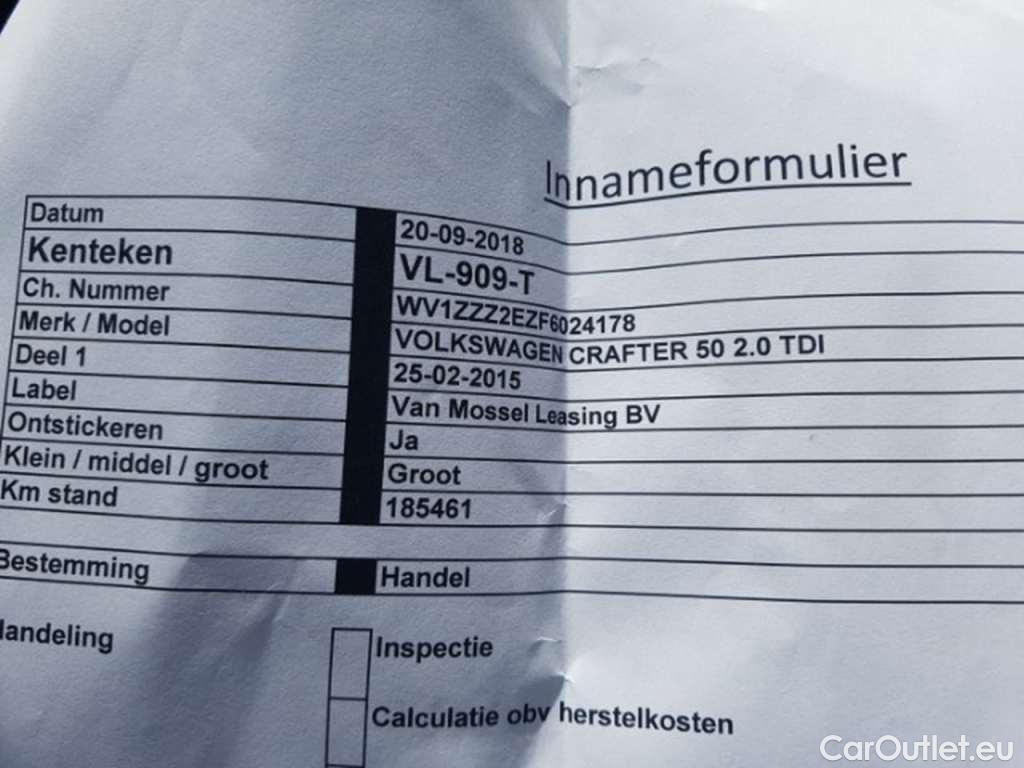 Innameformulier
Datum 20-09-2018
Kenteken VL-909-T
Ch. Nummer WV1ZZZ2EZF6024178
Merk / Model VOLKSWAGEN CRAFTER 50 2.0 TDI
Deel 1 25-02-2015
Label Van Mossel Leasing BV
Ontstickeren Ja
Klein / middel / groot Groot
Km stand 185461
Bestemming Handel
Handeling Inspectie
Calculatie obv herstelkosten
CarOutlet.eu